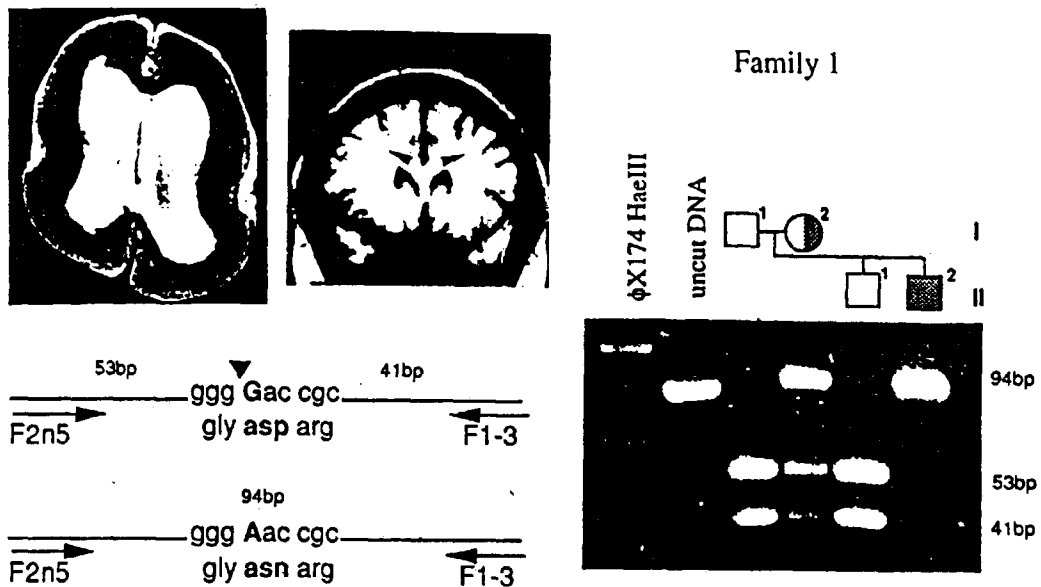 Family 1
ϕX174 HaeIII
uncut DNA
1
2
I
1
2
II
53bp
41bp
ggg Gac cgc
F2n5
gly asp arg
F1-3
94bp
ggg Aac cgc
F2n5
gly asn arg
F1-3
94bp
53bp
41bp